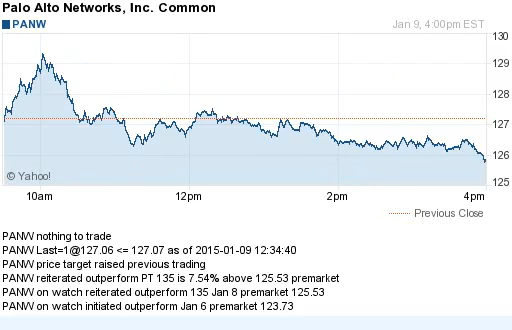 Palo Alto Networks, Inc. Common
PANW
Jan 9, 4:00pm EST
130
129
128
127
126
125
© Yahoo!
10am
12pm
2pm
4pm
Previous Close
PANW nothing to trade
PANW Last=1@127.06 <= 127.07 as of 2015-01-09 12:34:40
PANW price target raised previous trading
PANW reiterated outperform PT 135 is 7.54% above 125.53 premarket
PANW on watch reiterated outperform 135 Jan 8 premarket 125.53
PANW on watch initiated outperform Jan 6 premarket 123.73